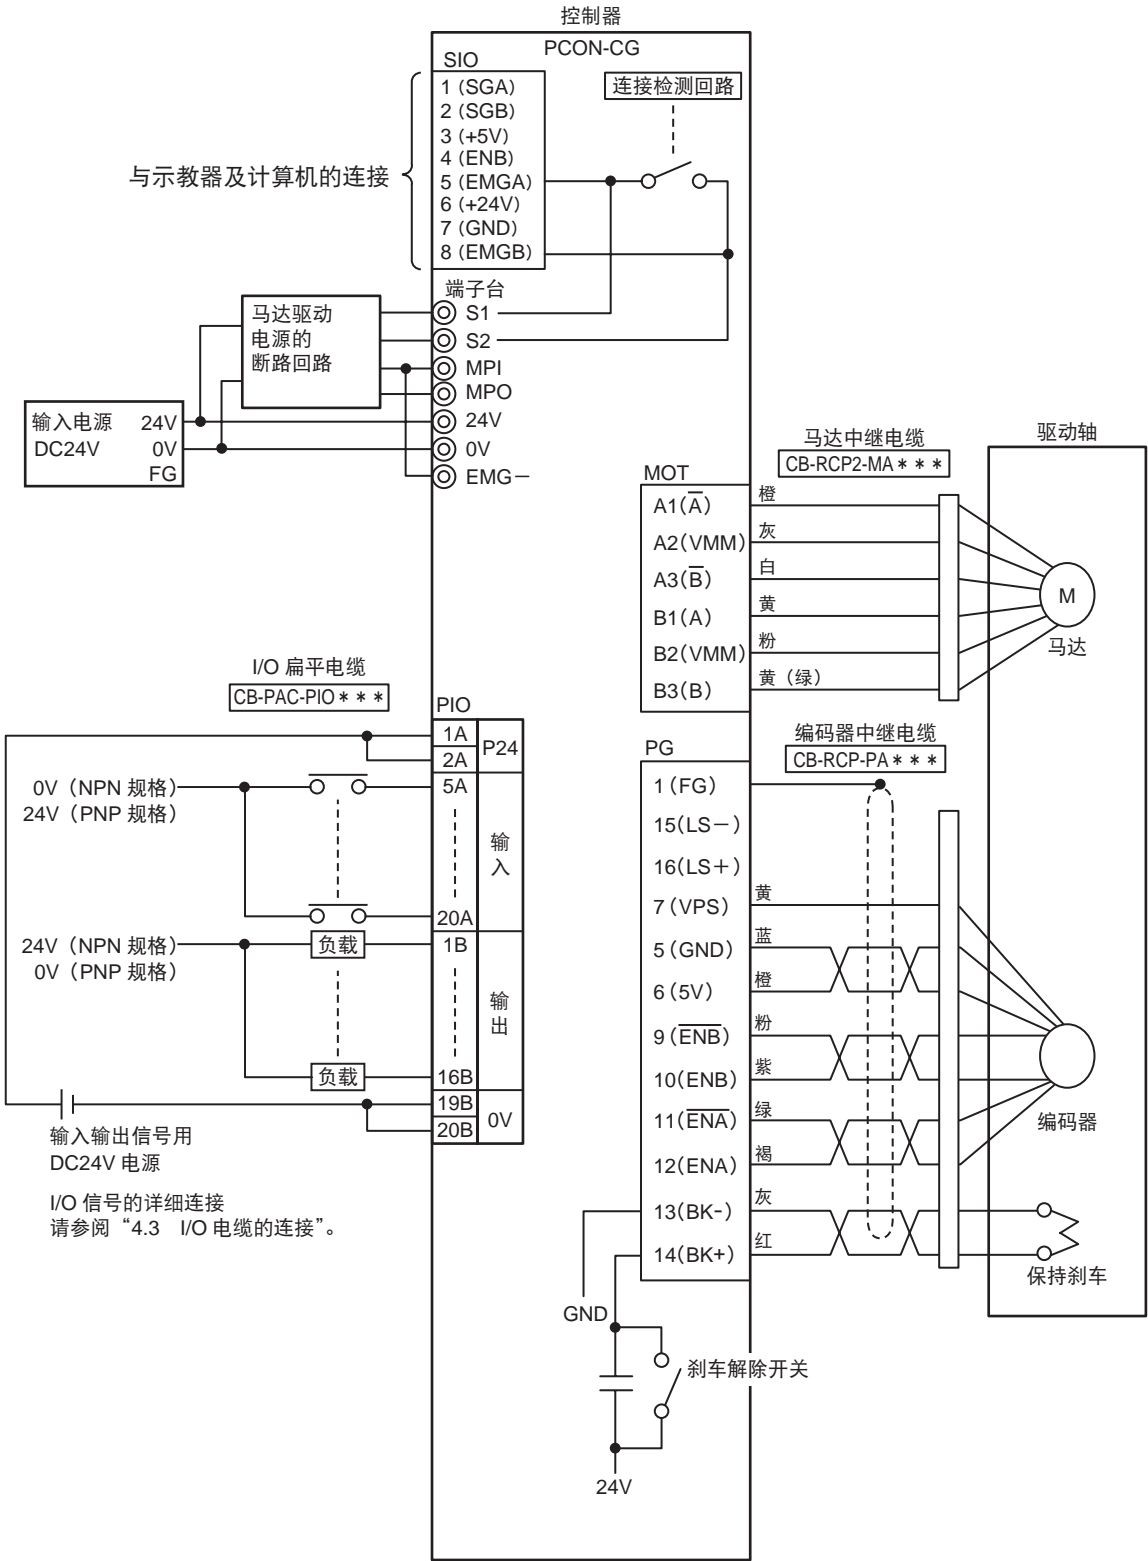 控制器
PCON-CG
SIO
1 (SGA)
2 (SGB)
3 (+5V)
4 (ENB)
5 (EMGA)
6 (+24V)
7 (GND)
8 (EMGB)
连接检测回路
与示教器及计算机的连接
端子台
S1
S2
MPI
MPO
24V
0V
EMG－
马达驱动
电源的
断路回路
输入电源 24V
DC24V 0V
FG
MOT
A1(A̅)
A2(VMM)
A3(B̅)
B1(A)
B2(VMM)
B3(B)
马达中继电缆
CB-RCP2-MA＊＊＊
橙
灰
白
黄
粉
黄（绿）
驱动轴
M
马达
I/O 扁平电缆
CB-PAC-PIO＊＊＊
PIO
1A
2A
P24
5A
20A
输入
1B
16B
输出
19B
20B
0V
0V（NPN 规格）
24V（PNP 规格）
24V（NPN 规格）
0V（PNP 规格）
负载
负载
输入输出信号用
DC24V 电源
I/O 信号的详细连接
请参阅“4.3　I/O 电缆的连接”。
PG
1 (FG)
15(LS－)
16(LS＋)
7 (VPS)
5 (GND)
6 (5V)
9 (E̅N̅B̅)
10(ENB)
11(E̅N̅A̅)
12(ENA)
13(BK-)
14(BK+)
编码器中继电缆
CB-RCP-PA＊＊＊
黄
蓝
橙
粉
紫
绿
褐
灰
红
编码器
保持刹车
GND
刹车解除开关
24V